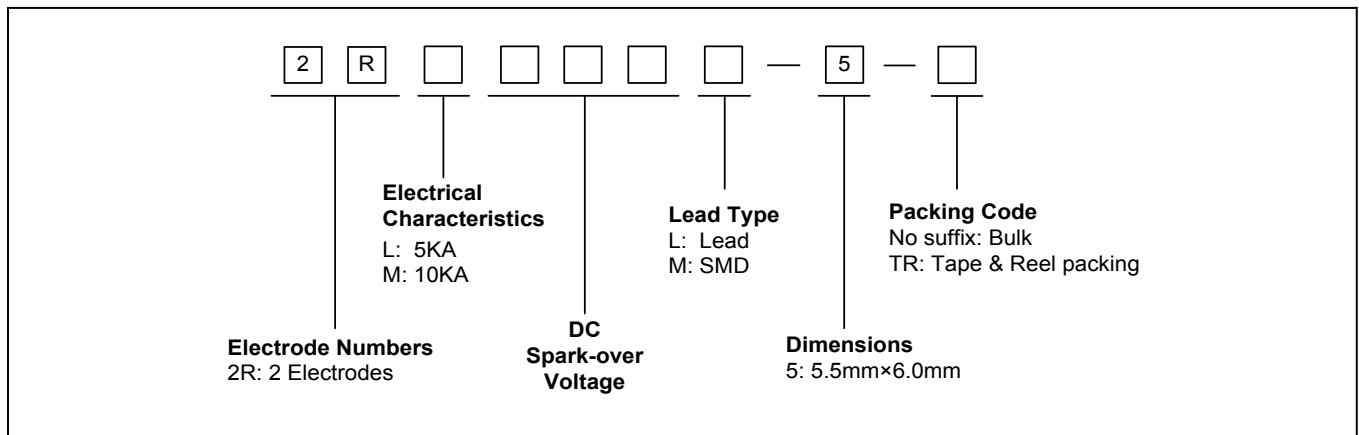 2 R — 5 —
Electrical
Characteristics
L: 5KA
M: 10KA
Lead Type
L: Lead
M: SMD
Packing Code
No suffix: Bulk
TR: Tape & Reel packing
Electrode Numbers
2R: 2 Electrodes
DC
Spark-over
Voltage
Dimensions
5: 5.5mm×6.0mm